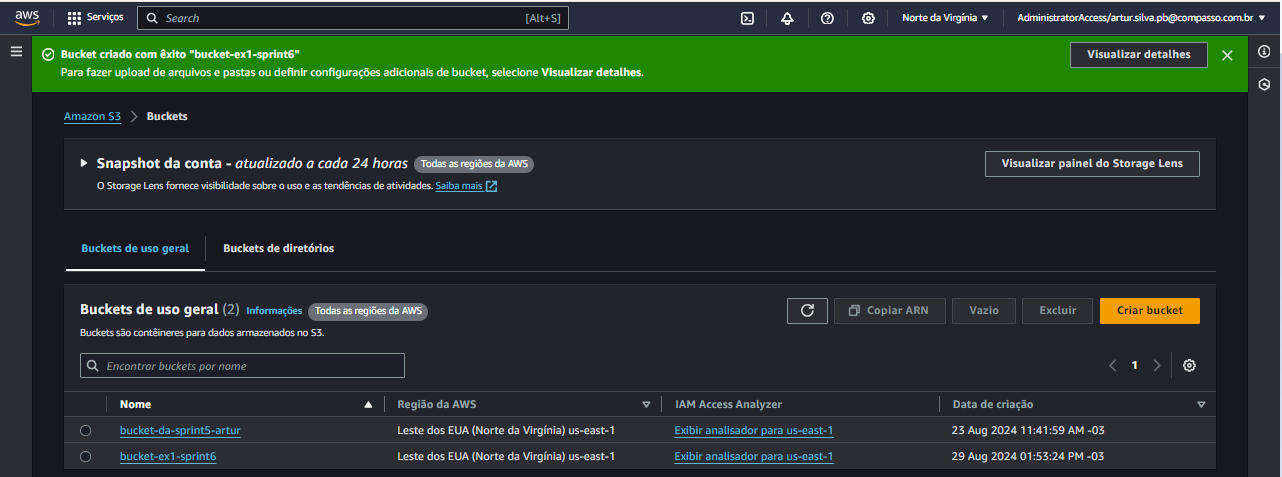 aws Serviços Search [Alt+S] Norte da Virgínia AdministratorAccess/artur.silva.pb@compasso.com.br
Bucket criado com êxito "bucket-ex1-sprint6"
Para fazer upload de arquivos e pastas ou definir configurações adicionais de bucket, selecione Visualizar detalhes.
Visualizar detalhes
Amazon S3 > Buckets
Snapshot da conta - atualizado a cada 24 horas Todas as regiões da AWS
O Storage Lens fornece visibilidade sobre o uso e as tendências de atividades. Saiba mais
Visualizar painel do Storage Lens
Buckets de uso geral Buckets de diretórios
Buckets de uso geral (2) Informações Todas as regiões da AWS
Buckets são contêineres para dados armazenados no S3.
Copiar ARN Vazio Excluir Criar bucket
Encontrar buckets por nome
1
Nome Região da AWS IAM Access Analyzer Data de criação
bucket-da-sprint5-artur Leste dos EUA (Norte da Virgínia) us-east-1 Exibir analisador para us-east-1 23 Aug 2024 11:41:59 AM -03
bucket-ex1-sprint6 Leste dos EUA (Norte da Virgínia) us-east-1 Exibir analisador para us-east-1 29 Aug 2024 01:53:24 PM -03